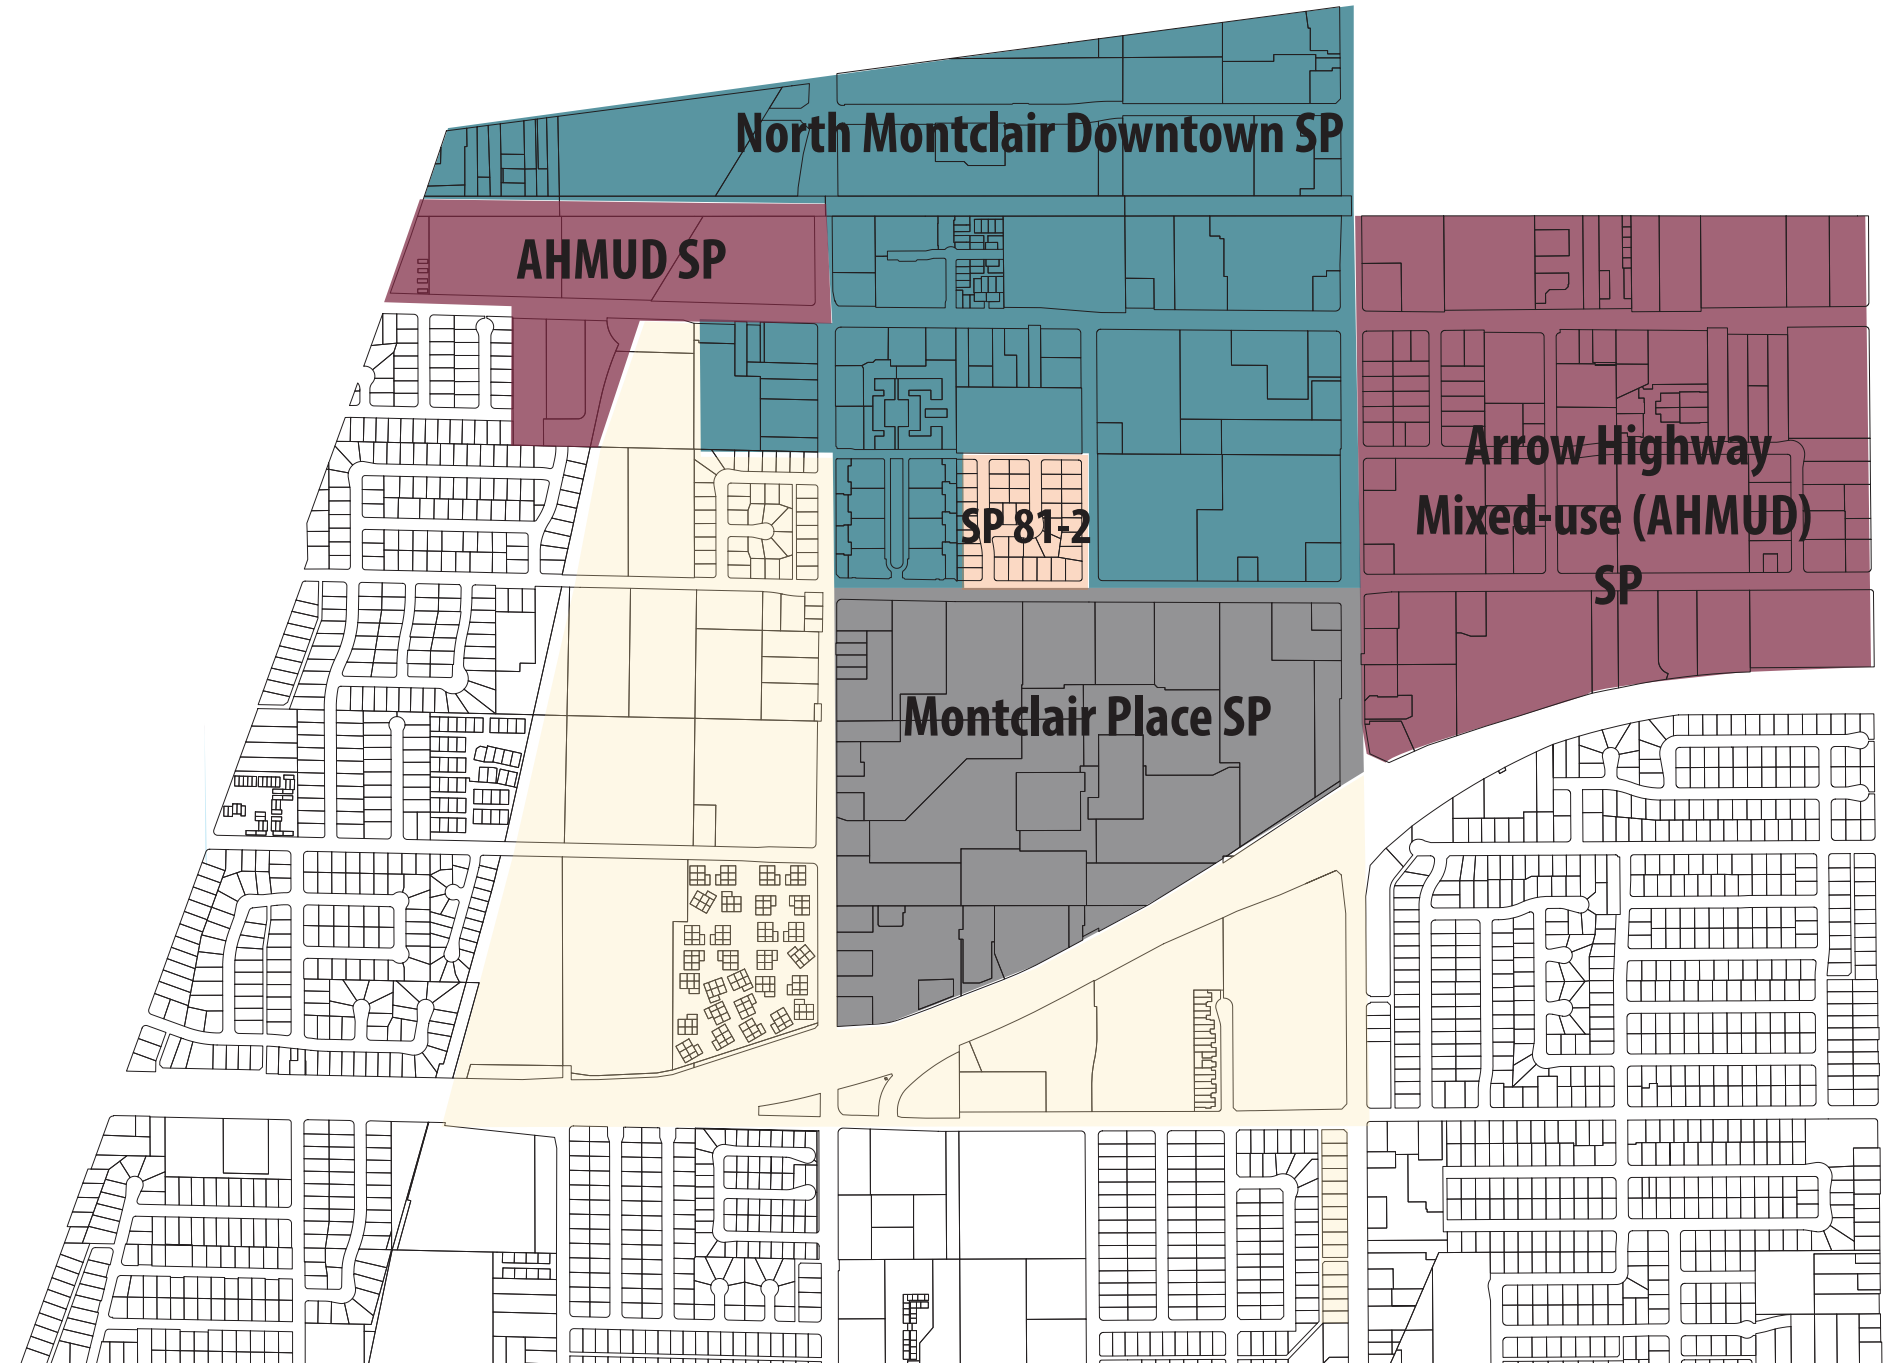 North Montclair Downtown SP
AHMUD SP
Arrow Highway
Mixed-use (AHMUD)
SP
SP 81-2
Montclair Place SP